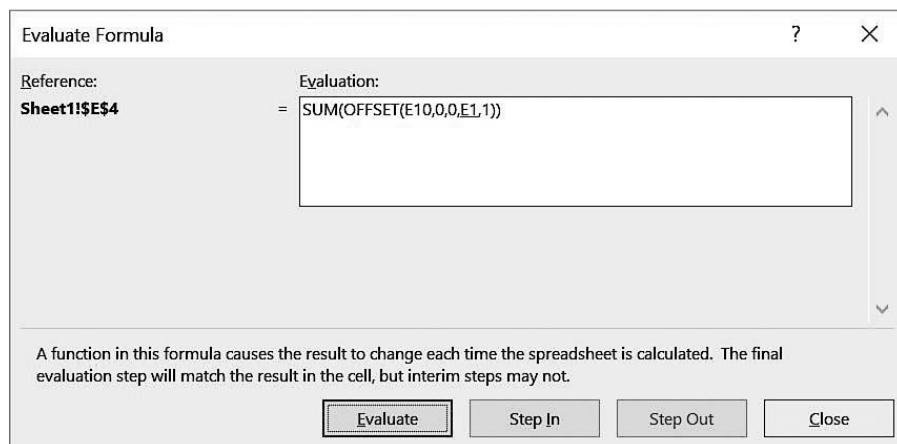 Evaluate Formula ?
Reference: Evaluation:
Sheet1!$E$4 = SUM(OFFSET(E10,0,0,E1,1))
A function in this formula causes the result to change each time the spreadsheet is calculated. The final
evaluation step will match the result in the cell, but interim steps may not.
Evaluate Step In Step Out Close